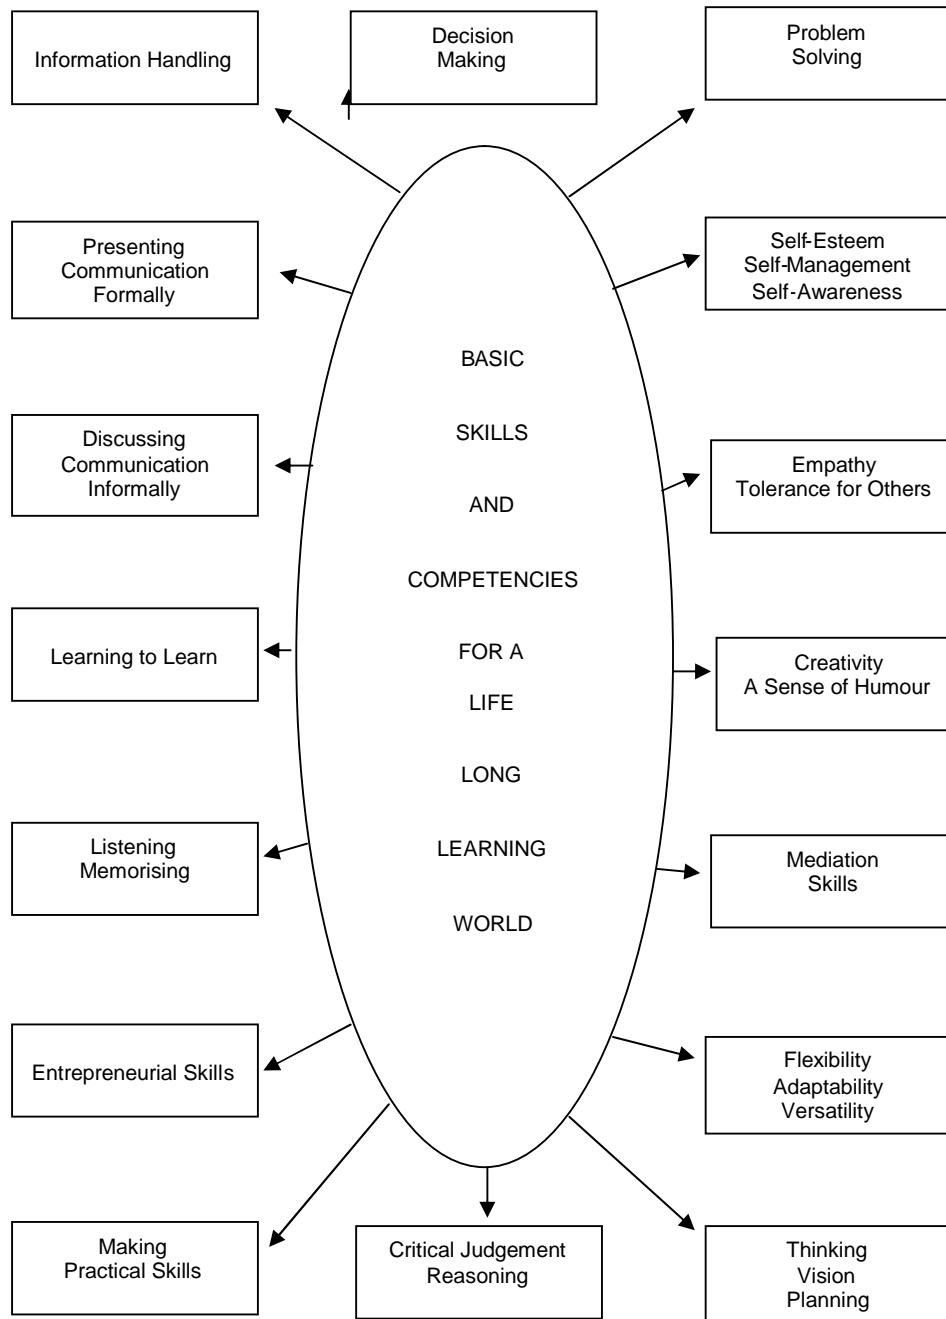 Information Handling
Decision
Making
Problem
Solving
Presenting
Communication
Formally
Self-Esteem
Self-Management
Self-Awareness
Discussing
Communication
Informally
Empathy
Tolerance for Others
Learning to Learn
Creativity
A Sense of Humour
Listening
Memorising
Mediation
Skills
Entrepreneurial Skills
Flexibility
Adaptability
Versatility
Making
Practical Skills
Critical Judgement
Reasoning
Thinking
Vision
Planning
BASIC
SKILLS
AND
COMPETENCIES
FOR A
LIFE
LONG
LEARNING
WORLD